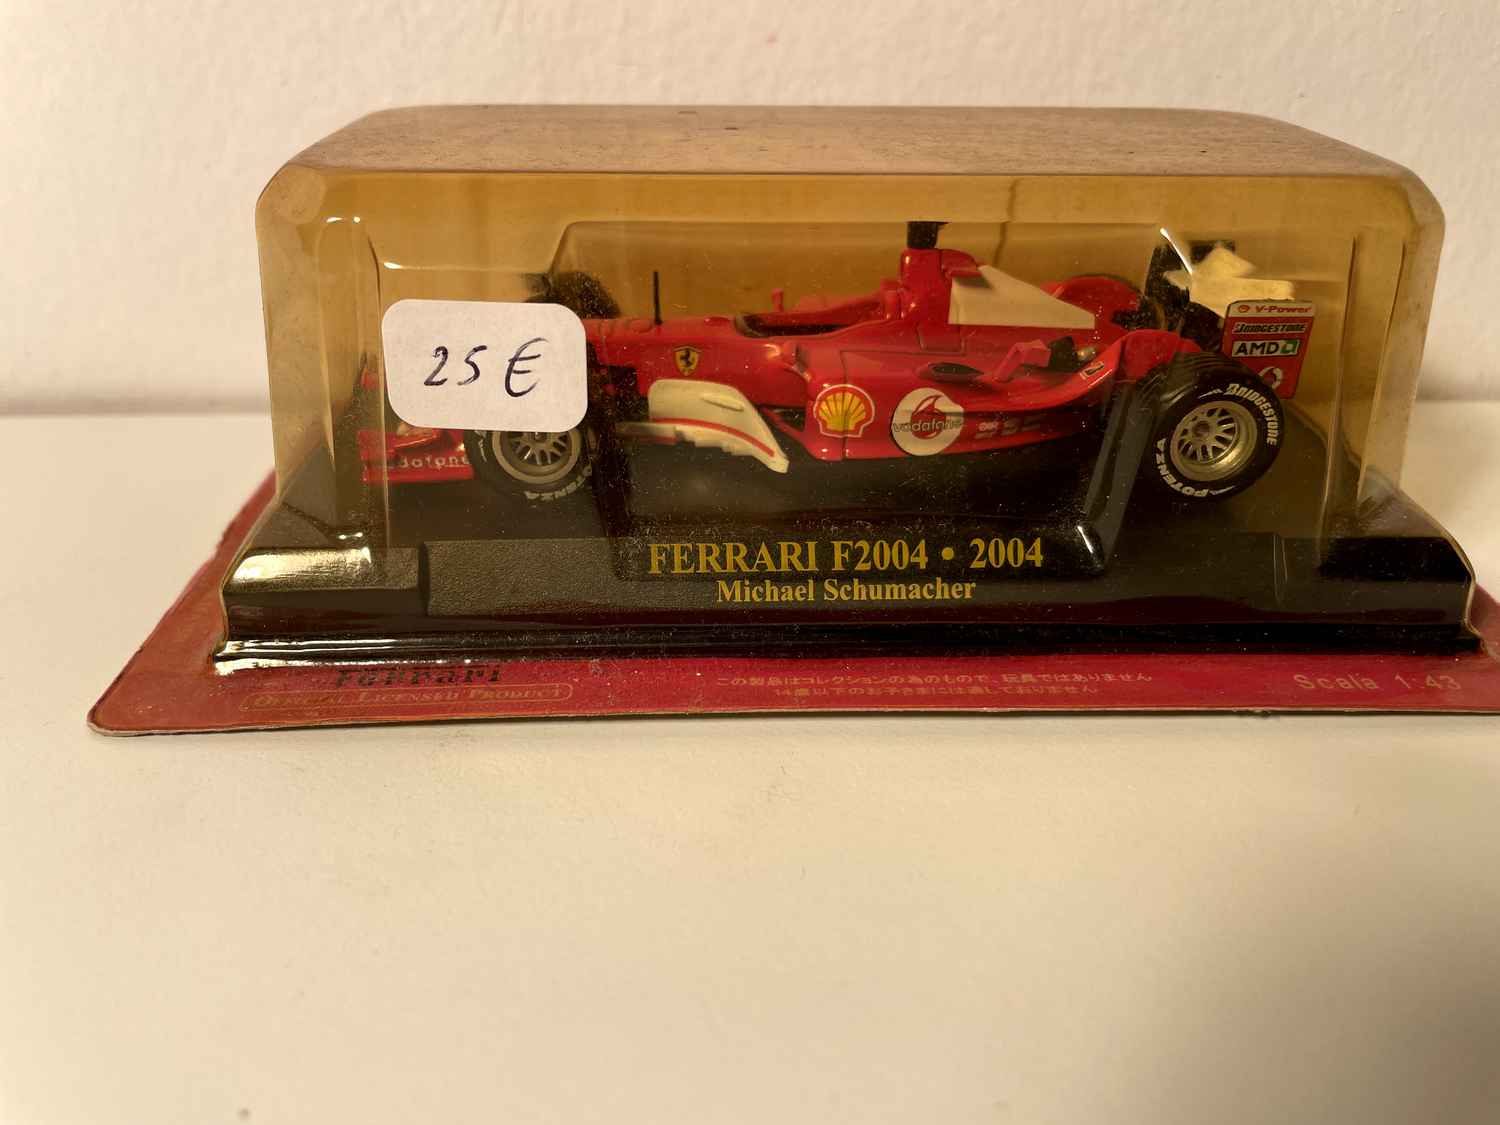 25 €
V-Power
BRIDGESTONE
AMD
vodafone
vodafone
BRIDGESTONE
POTENZA
POTENZA
FERRARI F2004 • 2004
Michael Schumacher
Ferrari
OFFICIAL LICENSED PRODUCT
この製品はコレクションの為のもので、玩具ではありません
14歳以下のお子さまには適しておりません
Scala 1:43